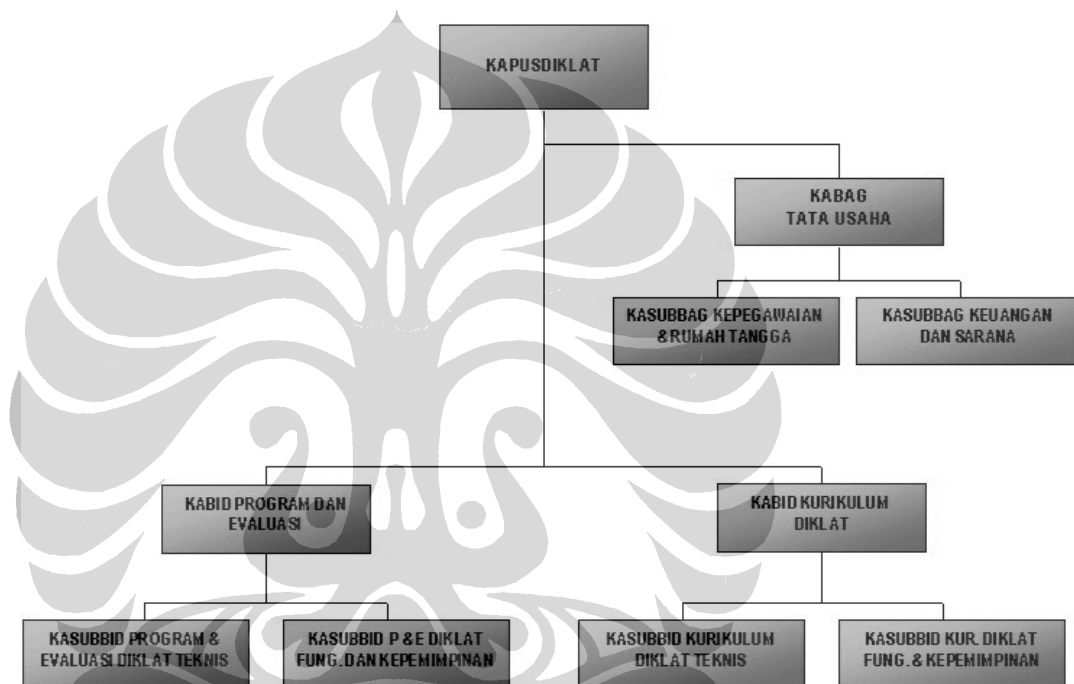 KAPUSDIKLAT
KABAG
TATA USAHA
KASUBBAG KEPEGAWAIAN
& RUMAH TANGGA
KASUBBAG KEUANGAN
DAN SARANA
KABID PROGRAM DAN
EVALUASI
KABID KURIKULUM
DIKLAT
KASUBBID PROGRAM &
EVALUASI DIKLAT TEKNIS
KASUBBID P & E DIKLAT
FUNG. DAN KEPEMIMPINAN
KASUBBID KURIKULUM
DIKLAT TEKNIS
KASUBBID KUR. DIKLAT
FUNG. & KEPEMIMPINAN